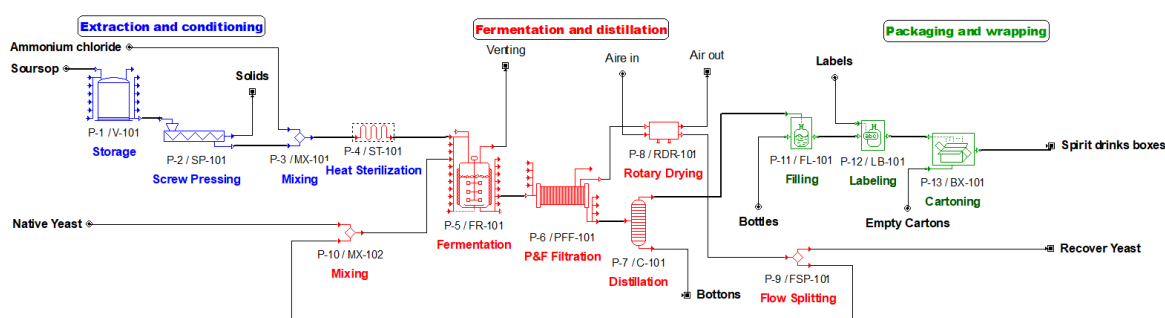 Extraction and conditioning
Fermentation and distillation
Packaging and wrapping
Ammonium chloride
Soursop
Solids
Venting
Aire in
Air out
Labels
P-1 / V-101
Storage
P-2 / SP-101
Screw Pressing
P-3 / MX-101
Mixing
P-4 / ST-101
Heat Sterilization
P-8 / RDR-101
Rotary Drying
P-11 / FL-101
Filling
P-12 / LB-101
Labeling
P-13 / BX-101
Cartoning
Spirit drinks boxes
Bottles
Empty Cartons
Native Yeast
P-10 / MX-102
Mixing
P-5 / FR-101
Fermentation
P-6 / PFF-101
P&F Filtration
P-7 / C-101
Distillation
Bottons
P-9 / FSP-101
Flow Splitting
Recover Yeast